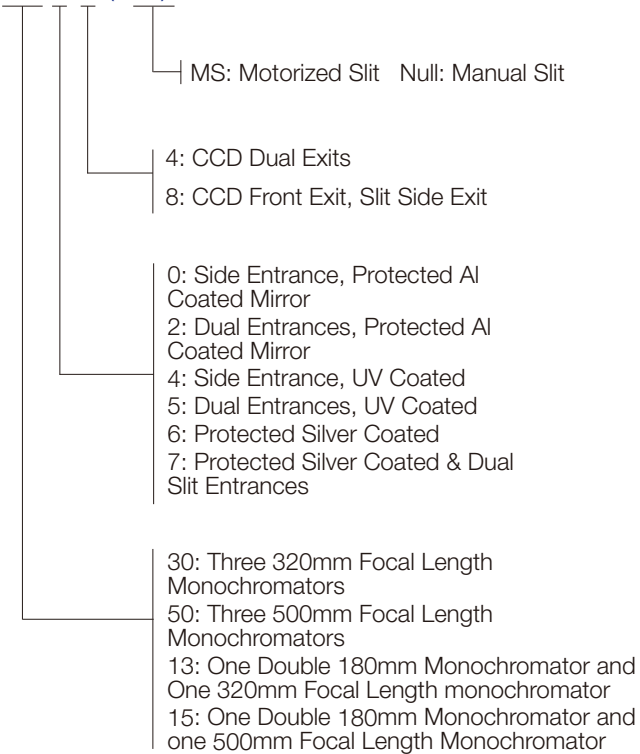 MS: Motorized Slit Null: Manual Slit
4: CCD Dual Exits
8: CCD Front Exit, Slit Side Exit
0: Side Entrance, Protected Al
Coated Mirror
2: Dual Entrances, Protected Al
Coated Mirror
4: Side Entrance, UV Coated
5: Dual Entrances, UV Coated
6: Protected Silver Coated
7: Protected Silver Coated & Dual
Slit Entrances
30: Three 320mm Focal Length
Monochromators
50: Three 500mm Focal Length
Monochromators
13: One Double 180mm Monochromator and
One 320mm Focal Length monochromator
15: One Double 180mm Monochromator and
one 500mm Focal Length Monochromator